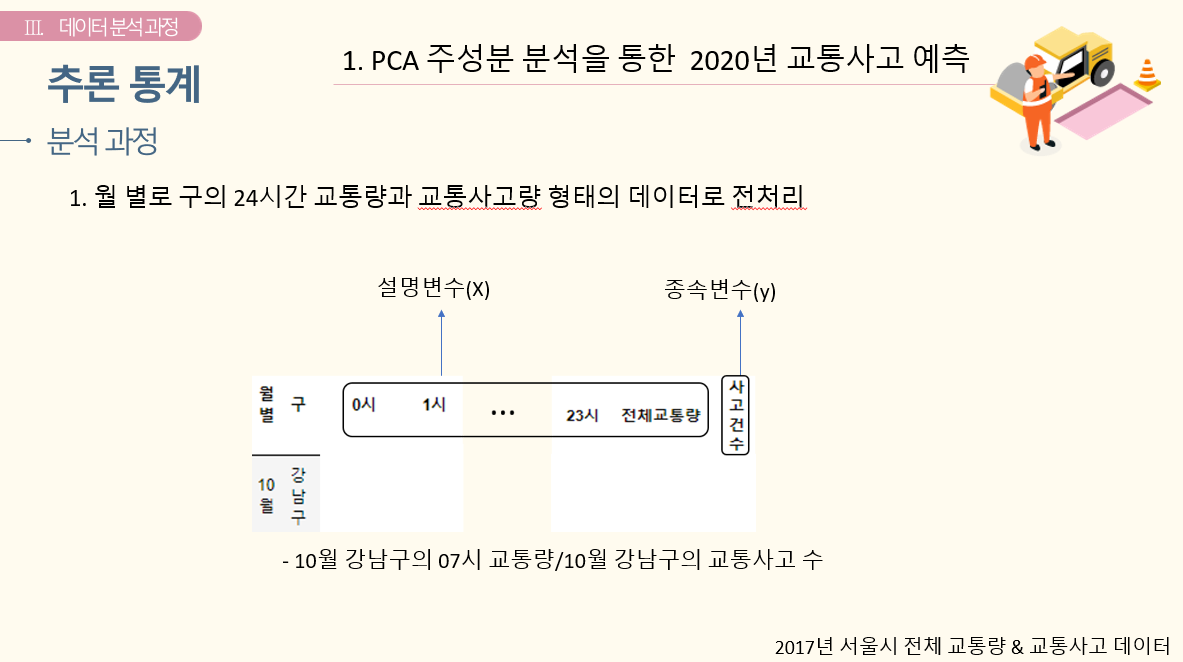 III. 데이터 분석 과정
1. PCA 주성분 분석을 통한 2020년 교통사고 예측
추론 통계
분석 과정
1. 월 별로 구의 24시간 교통량과 교통사고량 형태의 데이터로 전처리
설명변수(X)
종속변수(y)
월별 구 0시 1시 ... 23시 전체교통량 사고건수
10월 강남구
- 10월 강남구의 07시 교통량/10월 강남구의 교통사고 수
2017년 서울시 전체 교통량 & 교통사고 데이터